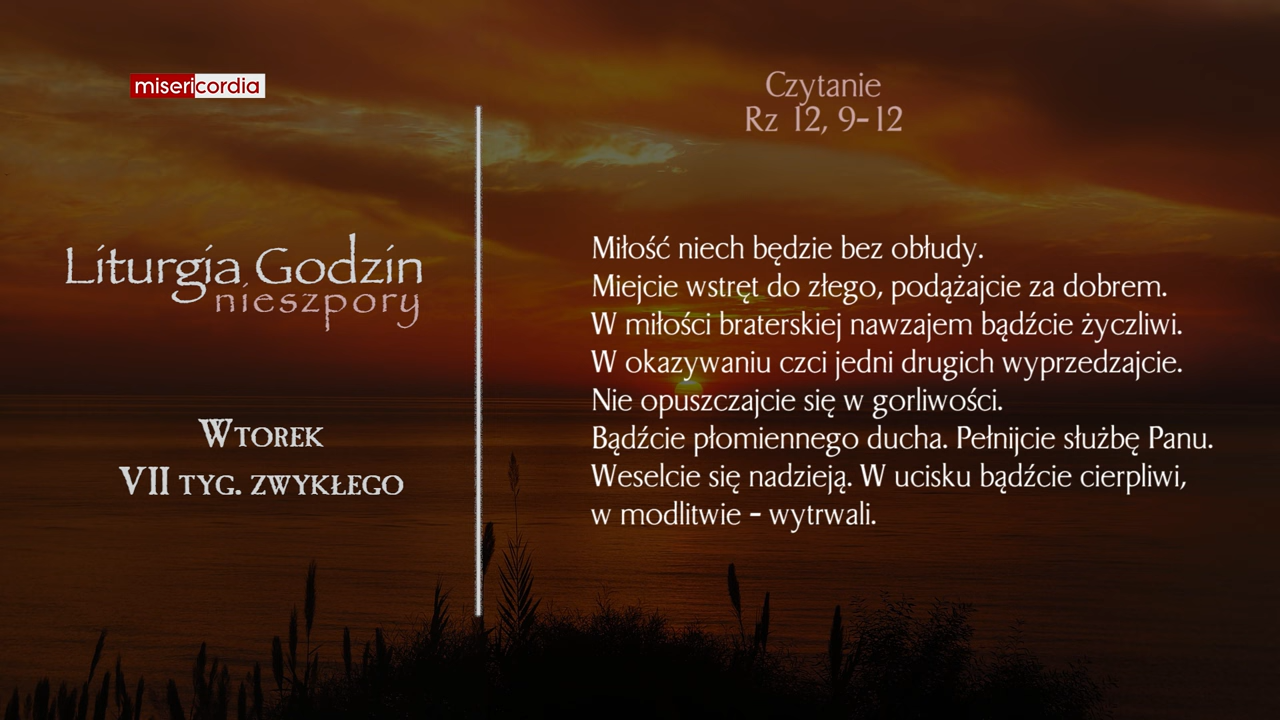 misericordia
Liturgia Godzin
nieszpory
Wtorek
VII tyg. zwykłego
Czytanie
Rz 12, 9-12
Miłość niech będzie bez obłudy.
Miejcie wstręt do złego, podążajcie za dobrem.
W miłości braterskiej nawzajem bądźcie życzliwi.
W okazywaniu czci jedni drugich wyprzedzajcie.
Nie opuszczajcie się w gorliwości.
Bądźcie płomiennego ducha. Pełnijcie służbę Panu.
Weselcie się nadzieją. W ucisku bądźcie cierpliwi,
w modlitwie - wytrwali.